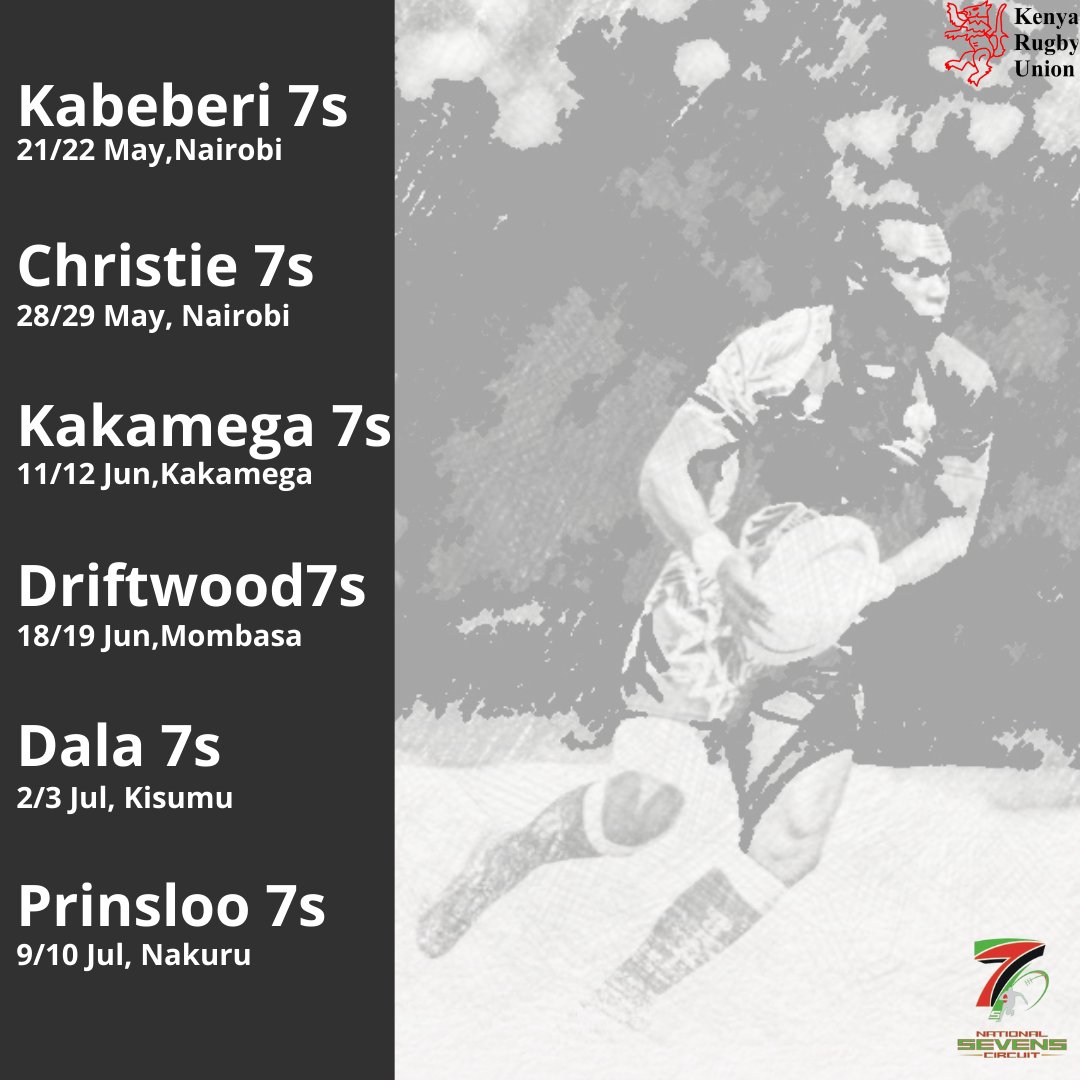 Kenya
Rugby
Union
Kabeberi 7s
21/22 May,Nairobi
Christie 7s
28/29 May, Nairobi
Kakamega 7s
11/12 Jun,Kakamega
Driftwood7s
18/19 Jun,Mombasa
Dala 7s
2/3 Jul, Kisumu
Prinsloo 7s
9/10 Jul, Nakuru
7s
NATIONAL
SEVENS
CIRCUIT